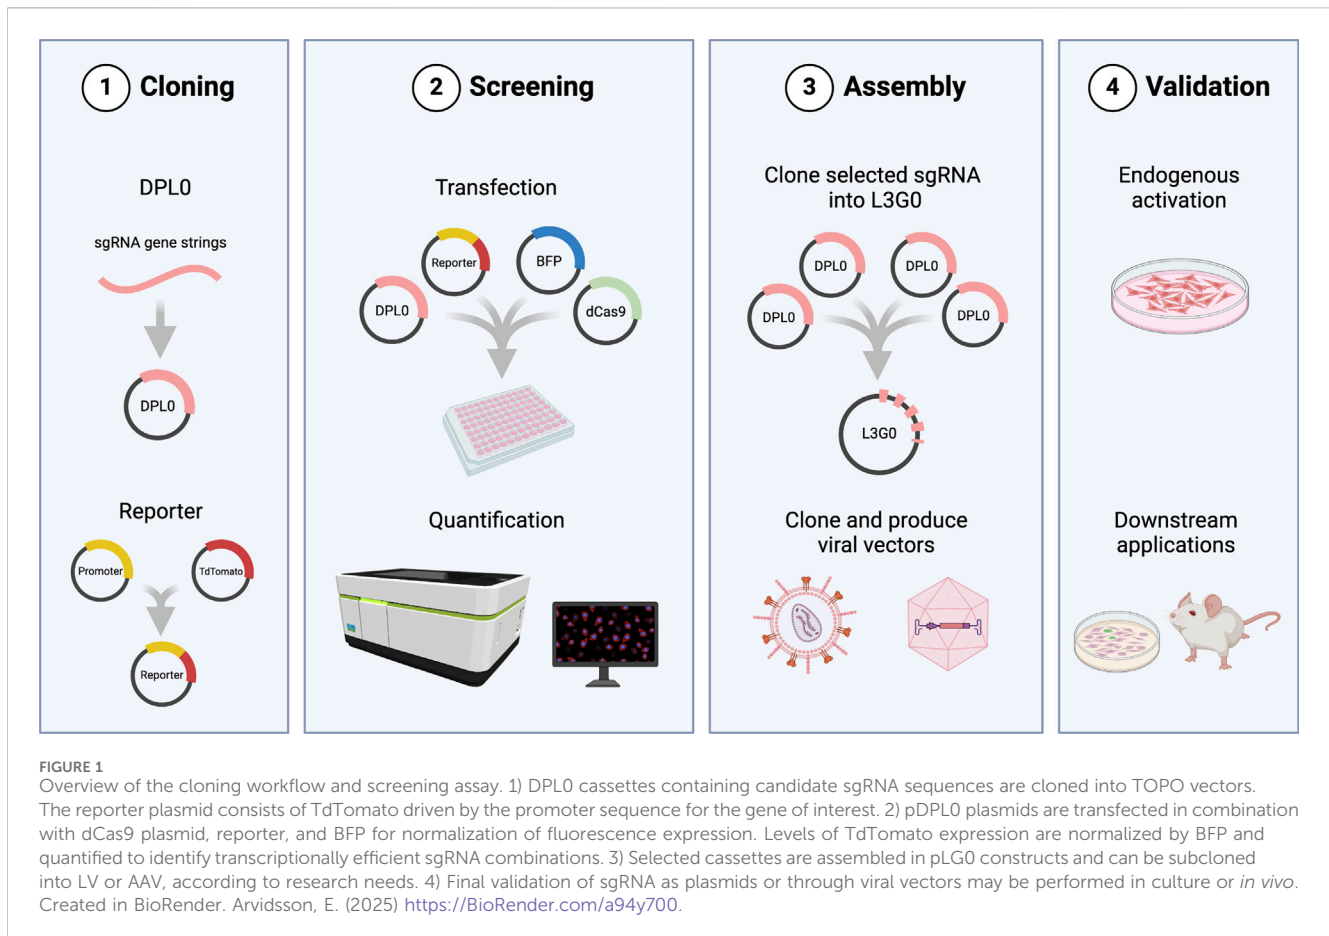 1 Cloning
DPL0
sgRNA gene strings
DPL0
Reporter
Promoter
TdTomato
Reporter
2 Screening
Transfection
Reporter
BFP
DPL0
dCas9
Quantification
3 Assembly
Clone selected sgRNA
into L3G0
DPL0
DPL0
DPL0
DPL0
L3G0
Clone and produce
viral vectors
4 Validation
Endogenous
activation
Downstream
applications
FIGURE 1
Overview of the cloning workflow and screening assay. 1) DPL0 cassettes containing candidate sgRNA sequences are cloned into TOPO vectors.
The reporter plasmid consists of TdTomato driven by the promoter sequence for the gene of interest. 2) pDPL0 plasmids are transfected in combination
with dCas9 plasmid, reporter, and BFP for normalization of fluorescence expression. Levels of TdTomato expression are normalized by BFP and
quantified to identify transcriptionally efficient sgRNA combinations. 3) Selected cassettes are assembled in pLG0 constructs and can be subcloned
into LV or AAV, according to research needs. 4) Final validation of sgRNA as plasmids or through viral vectors may be performed in culture or in vivo.
Created in BioRender. Arvidsson, E. (2025) https://BioRender.com/a94y700.